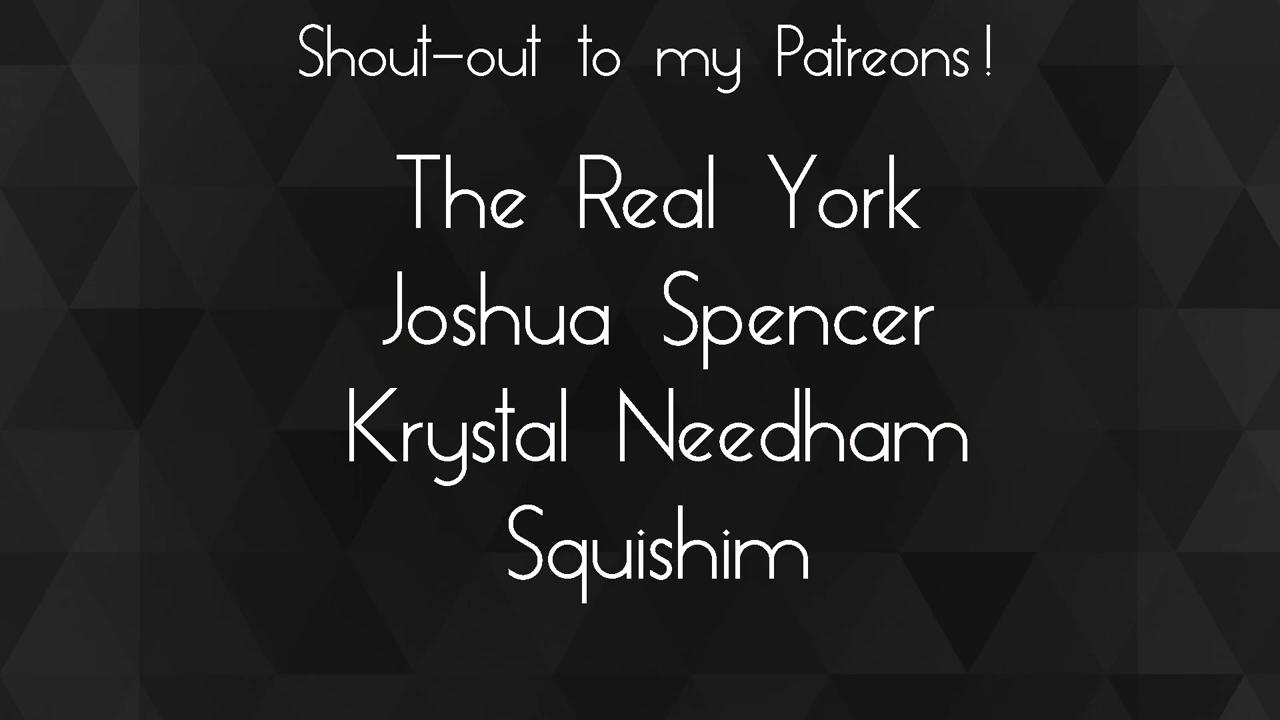 Shout-out to my Patreons!
The Real York
Joshua Spencer
Krystal Needham
Squishim